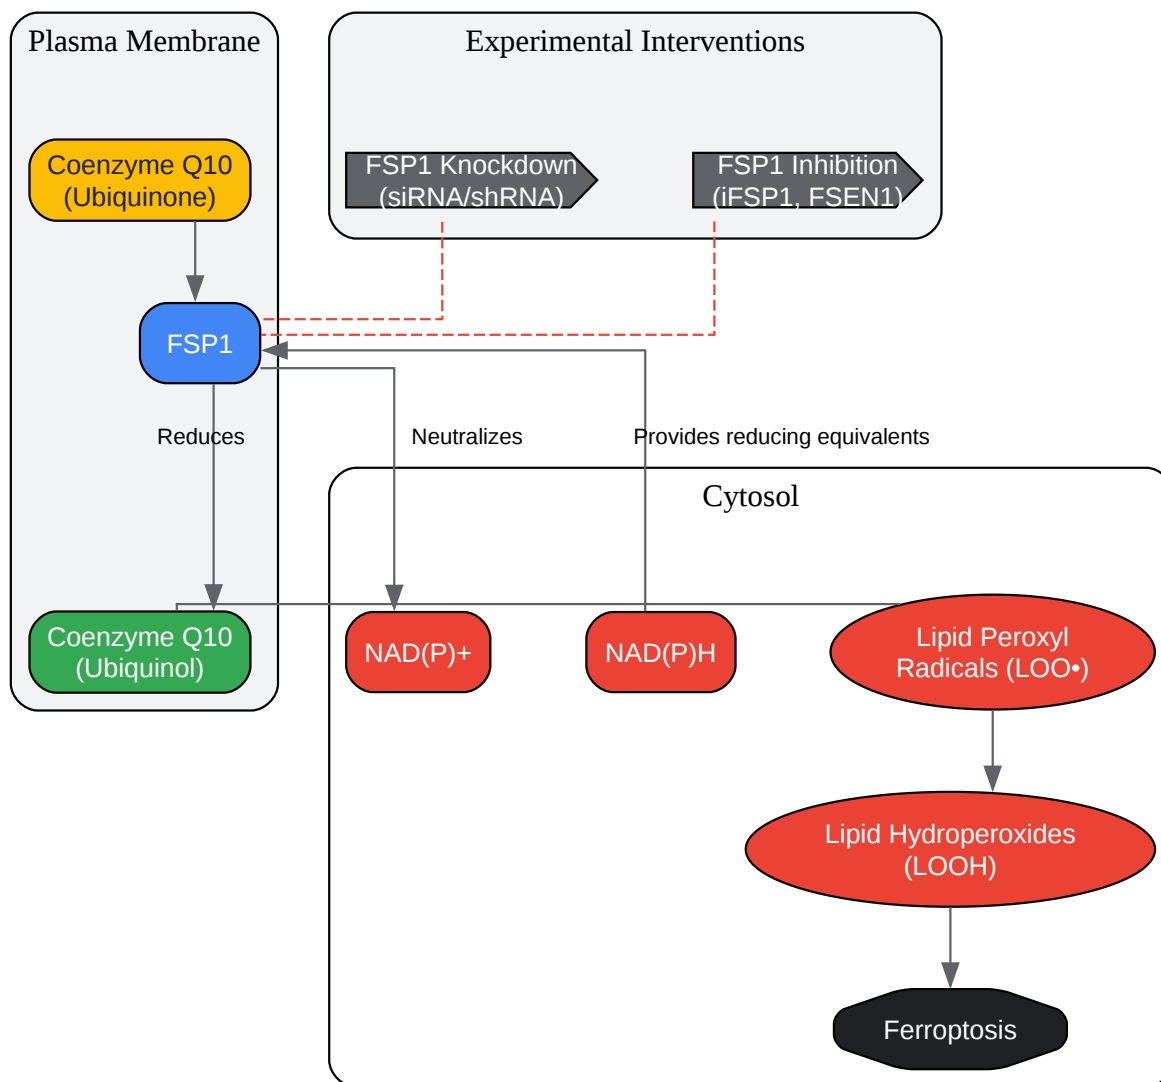 Plasma Membrane
Experimental Interventions
Coenzyme Q10
(Ubiquinone)
FSP1 Knockdown
(siRNA/shRNA)
FSP1 Inhibition
(iFSP1, FSEN1)
FSP1
Reduces
Neutralizes
Provides reducing equivalents
Cytosol
Coenzyme Q10
(Ubiquinol)
NAD(P)+
NAD(P)H
Lipid Peroxyl
Radicals (LOO•)
Lipid Hydroperoxides
(LOOH)
Ferroptosis